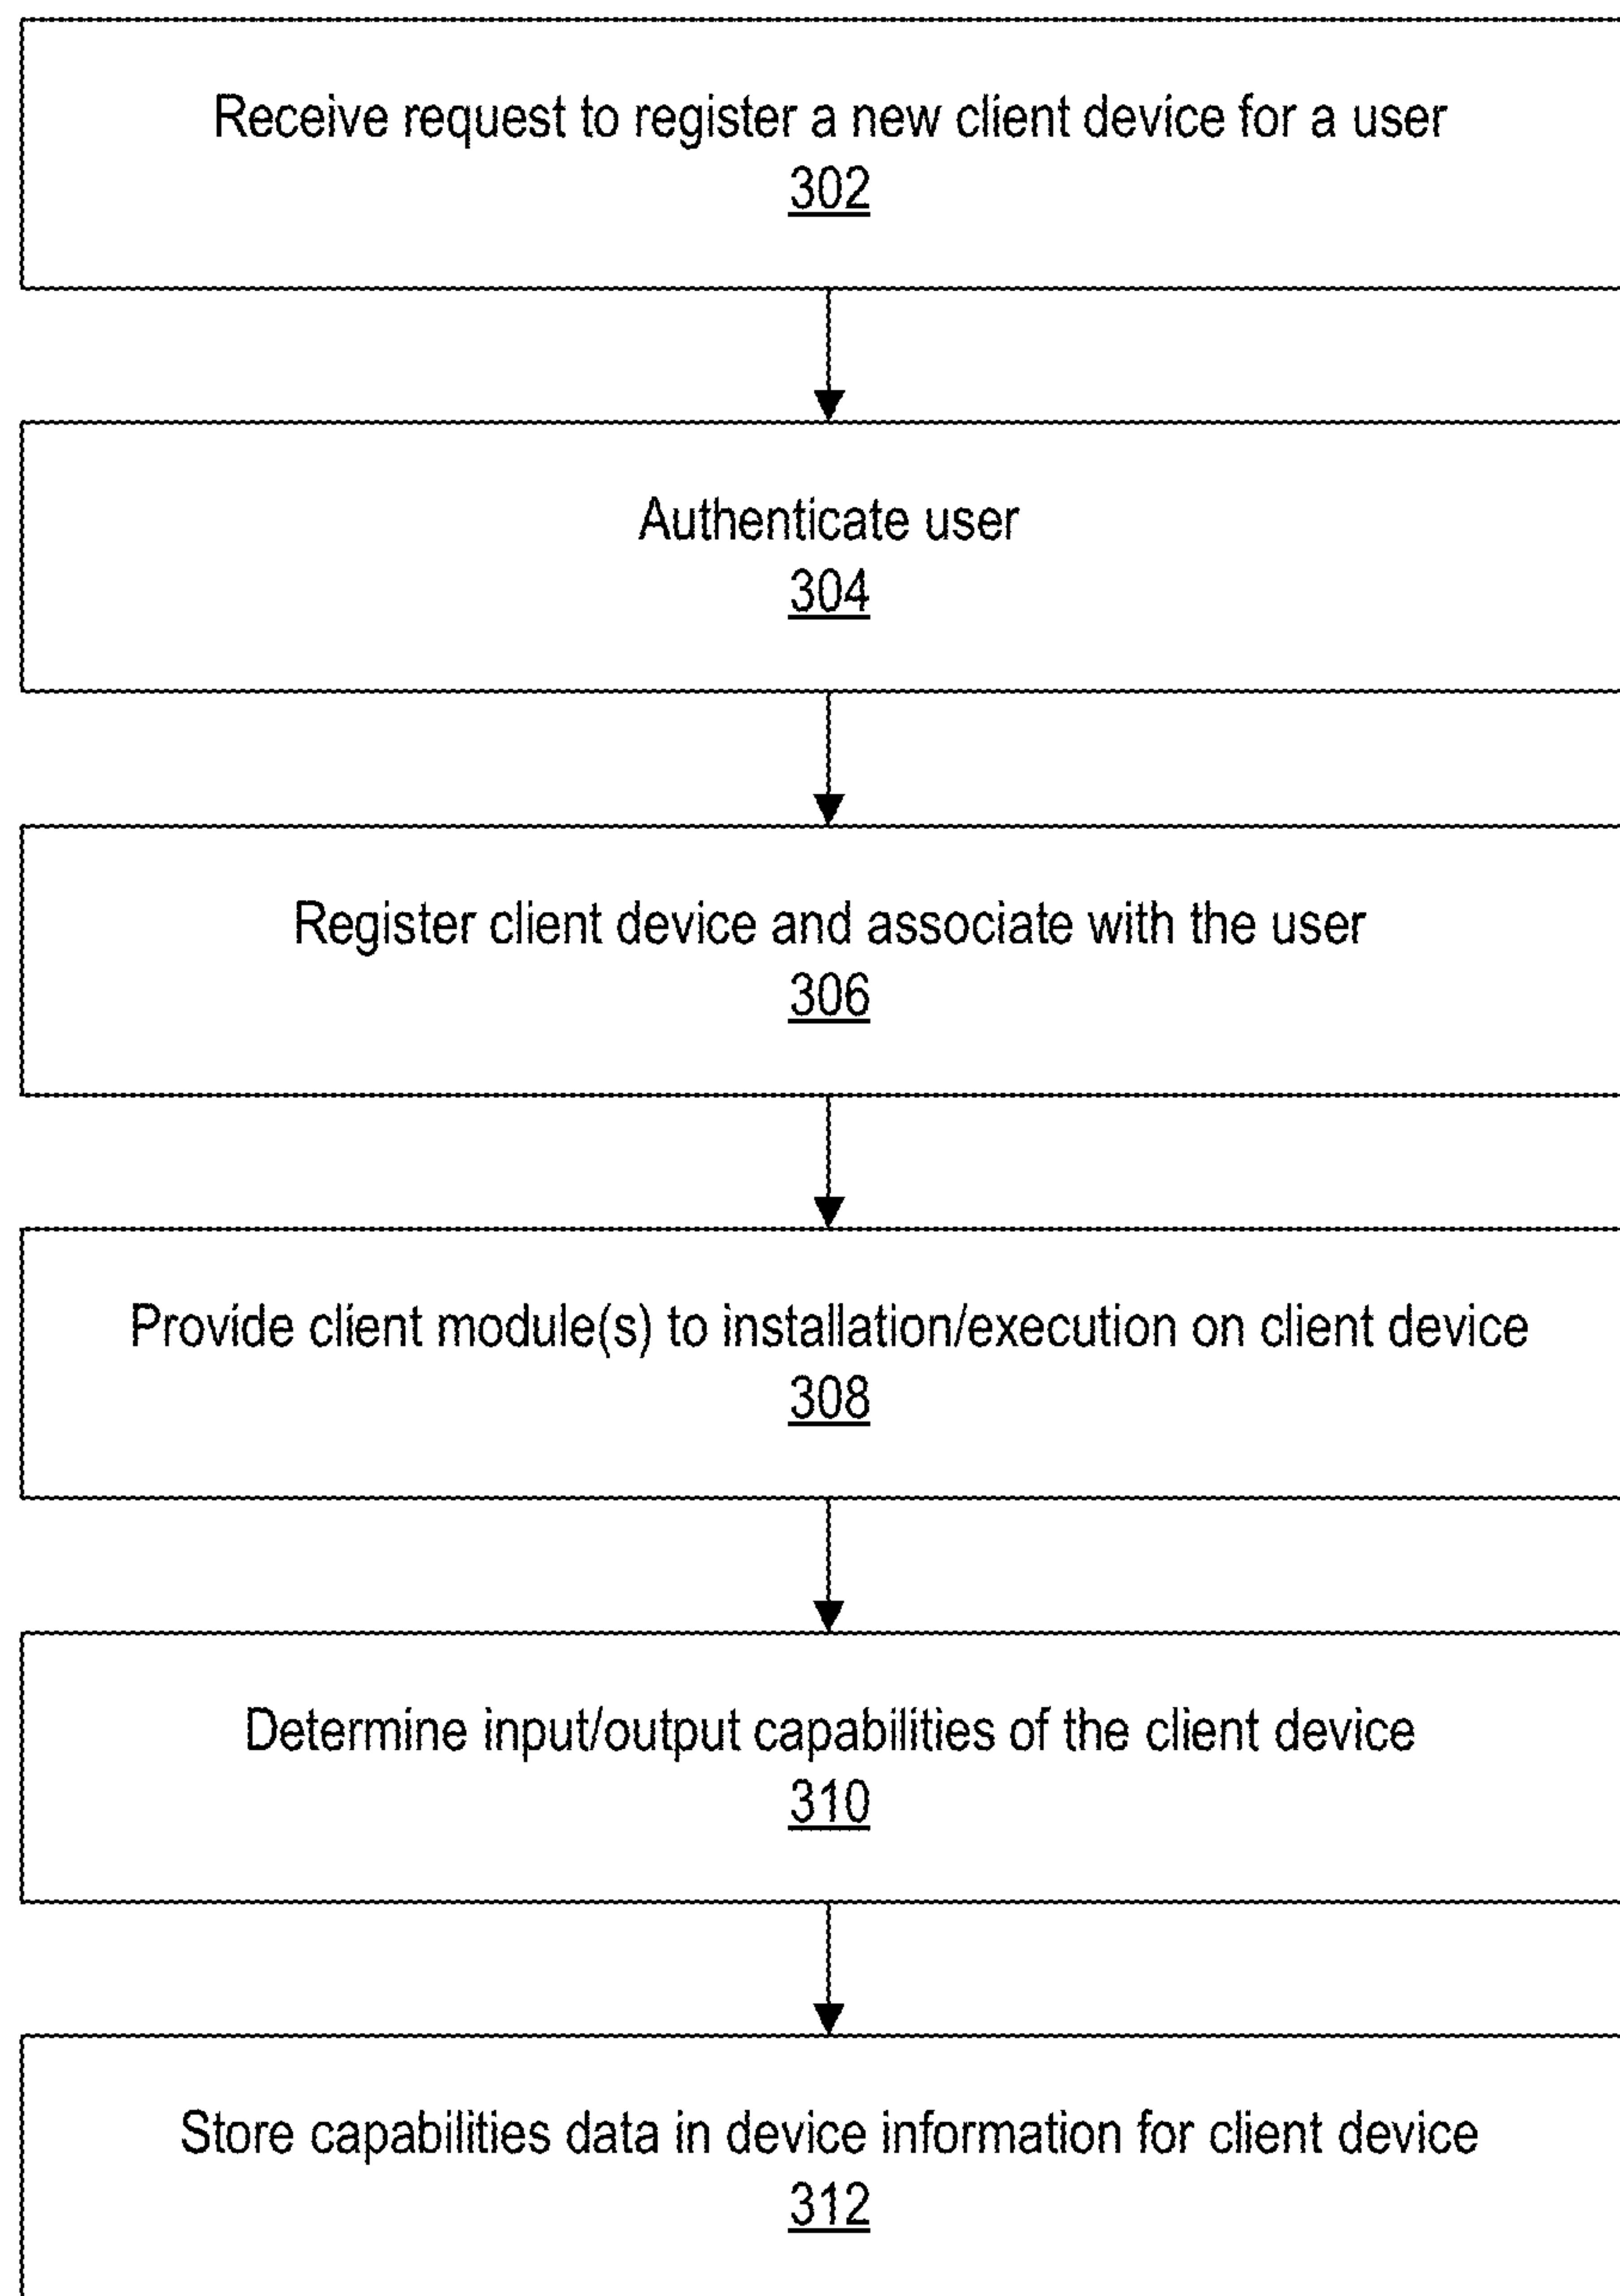 Receive request to register a new client device for a user
302
Authenticate user
304
Register client device and associate with the user
306
Provide client module(s) to installation/execution on client device
308
Determine input/output capabilities of the client device
310
Store capabilities data in device information for client device
312